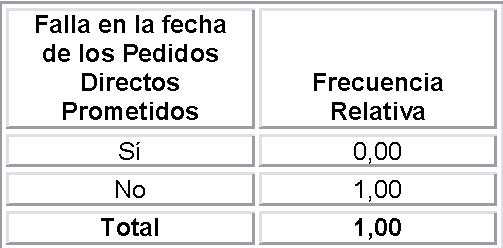 Falla en la fecha
de los Pedidos
Directos
Prometidos
Frecuencia
Relativa
Sí 0,00
No 1,00
Total 1,00